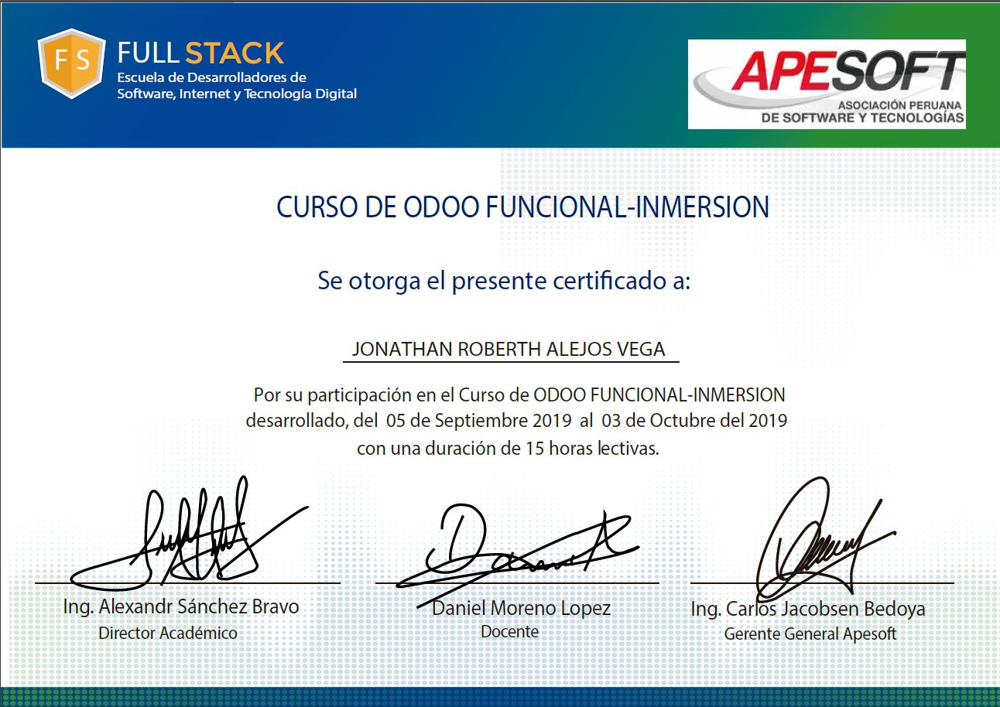 FS
FULL STACK
Escuela de Desarrolladores de
Software, Internet y Tecnología Digital
APESOFT
ASOCIACIÓN PERUANA
DE SOFTWARE Y TECNOLOGÍAS
CURSO DE ODOO FUNCIONAL-INMERSION
Se otorga el presente certificado a:
JONATHAN ROBERTH ALEJOS VEGA
Por su participación en el Curso de ODOO FUNCIONAL-INMERSION
desarrollado, del 05 de Septiembre 2019 al 03 de Octubre del 2019
con una duración de 15 horas lectivas.
Ing. Alexandr Sánchez Bravo
Director Académico
Daniel Moreno Lopez
Docente
Ing. Carlos Jacobsen Bedoya
Gerente General Apesoft